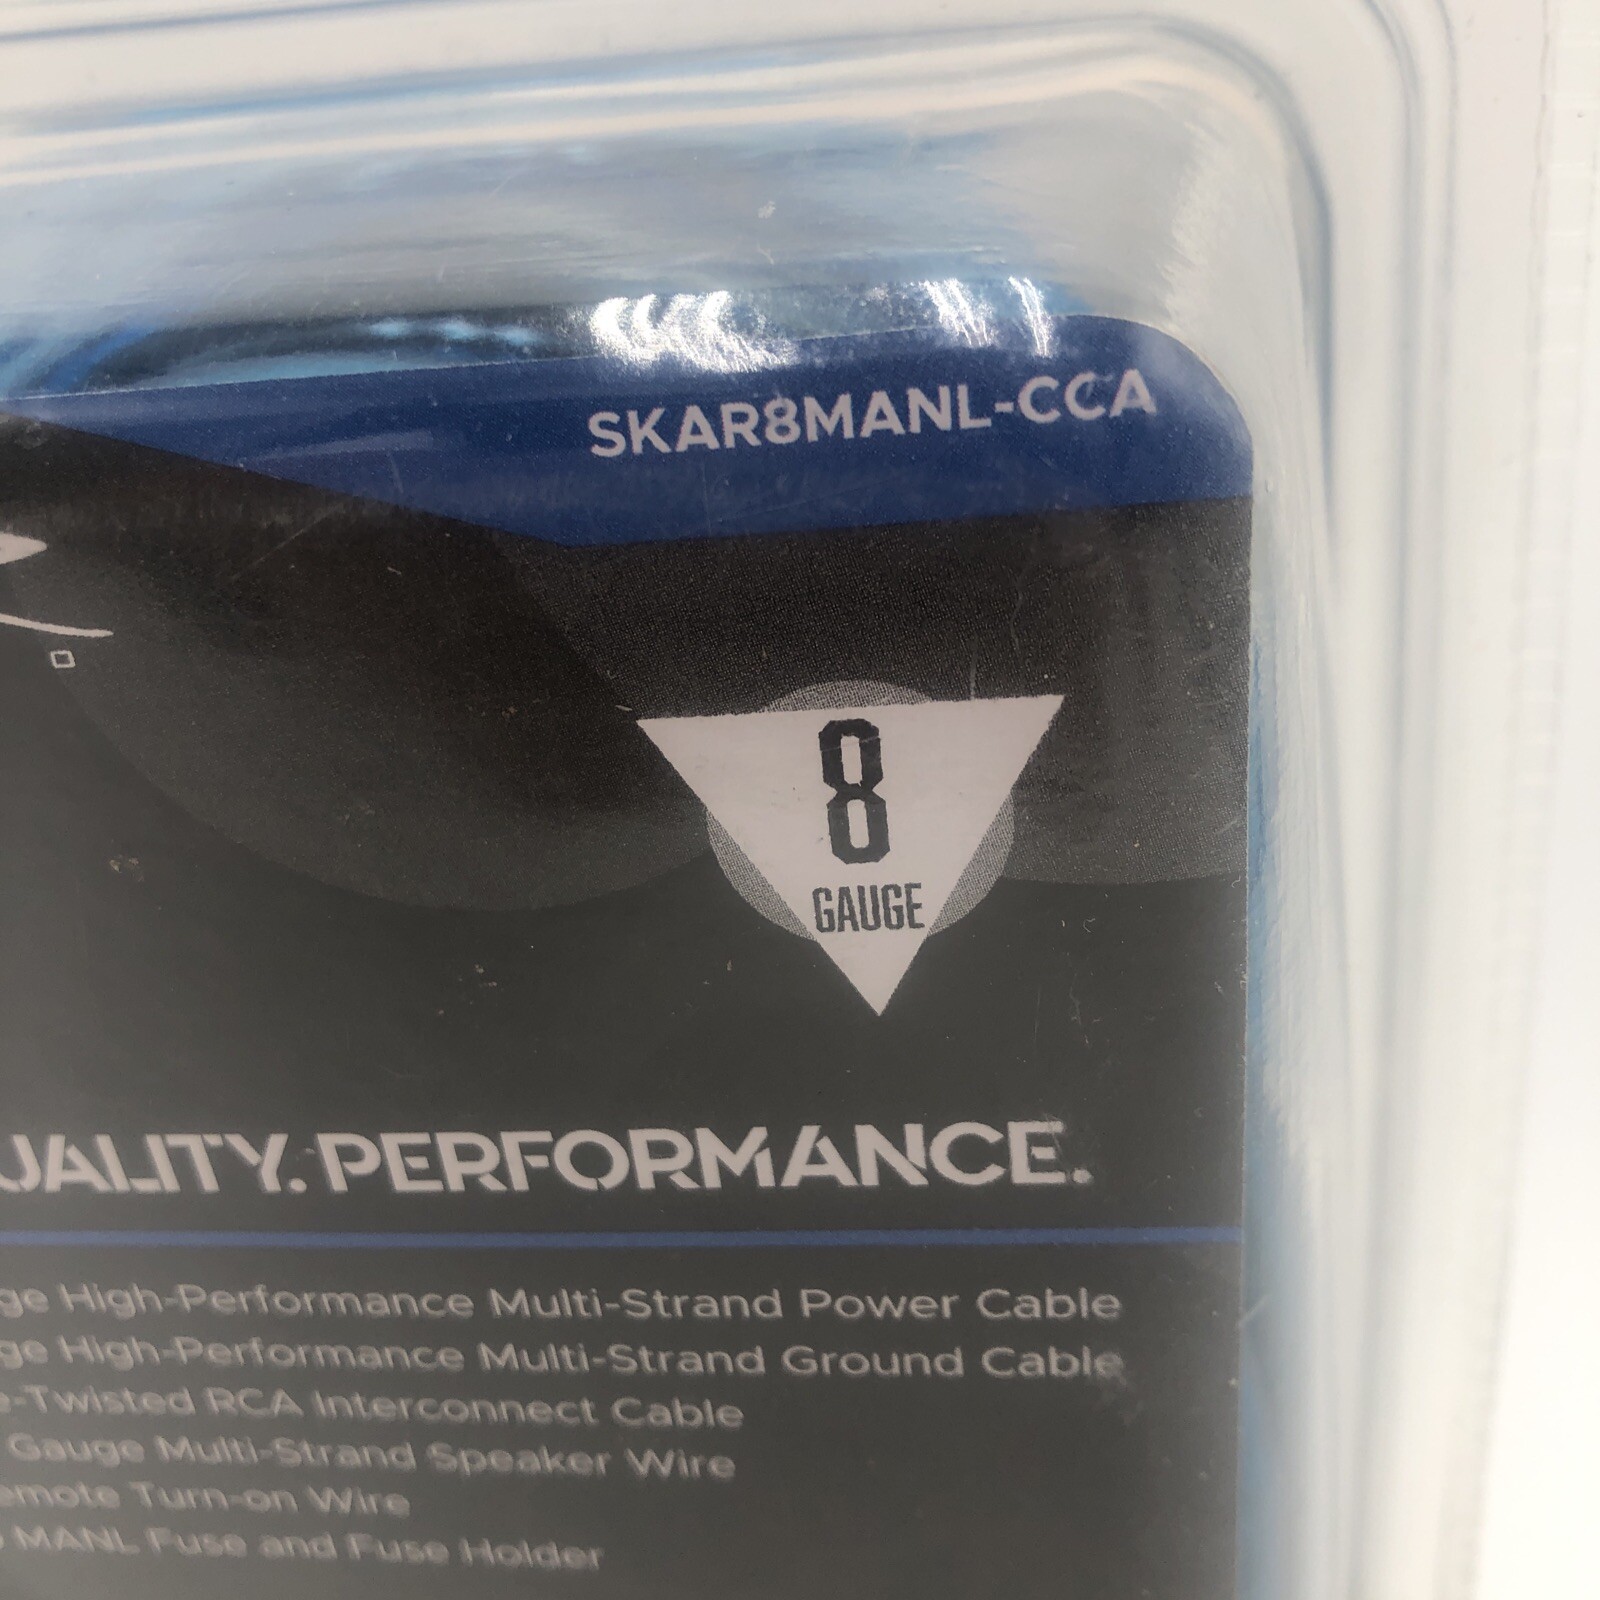 SKAR8MANL-CCA
8
GAUGE
UALITY. PERFORMANCE.
ge High-Performance Multi-Strand Power Cable
ge High-Performance Multi-Strand Ground Cable
e-Twisted RCA Interconnect Cable
Gauge Multi-Strand Speaker Wire
emote Turn-on Wire
MANL Fuse and Fuse Holder